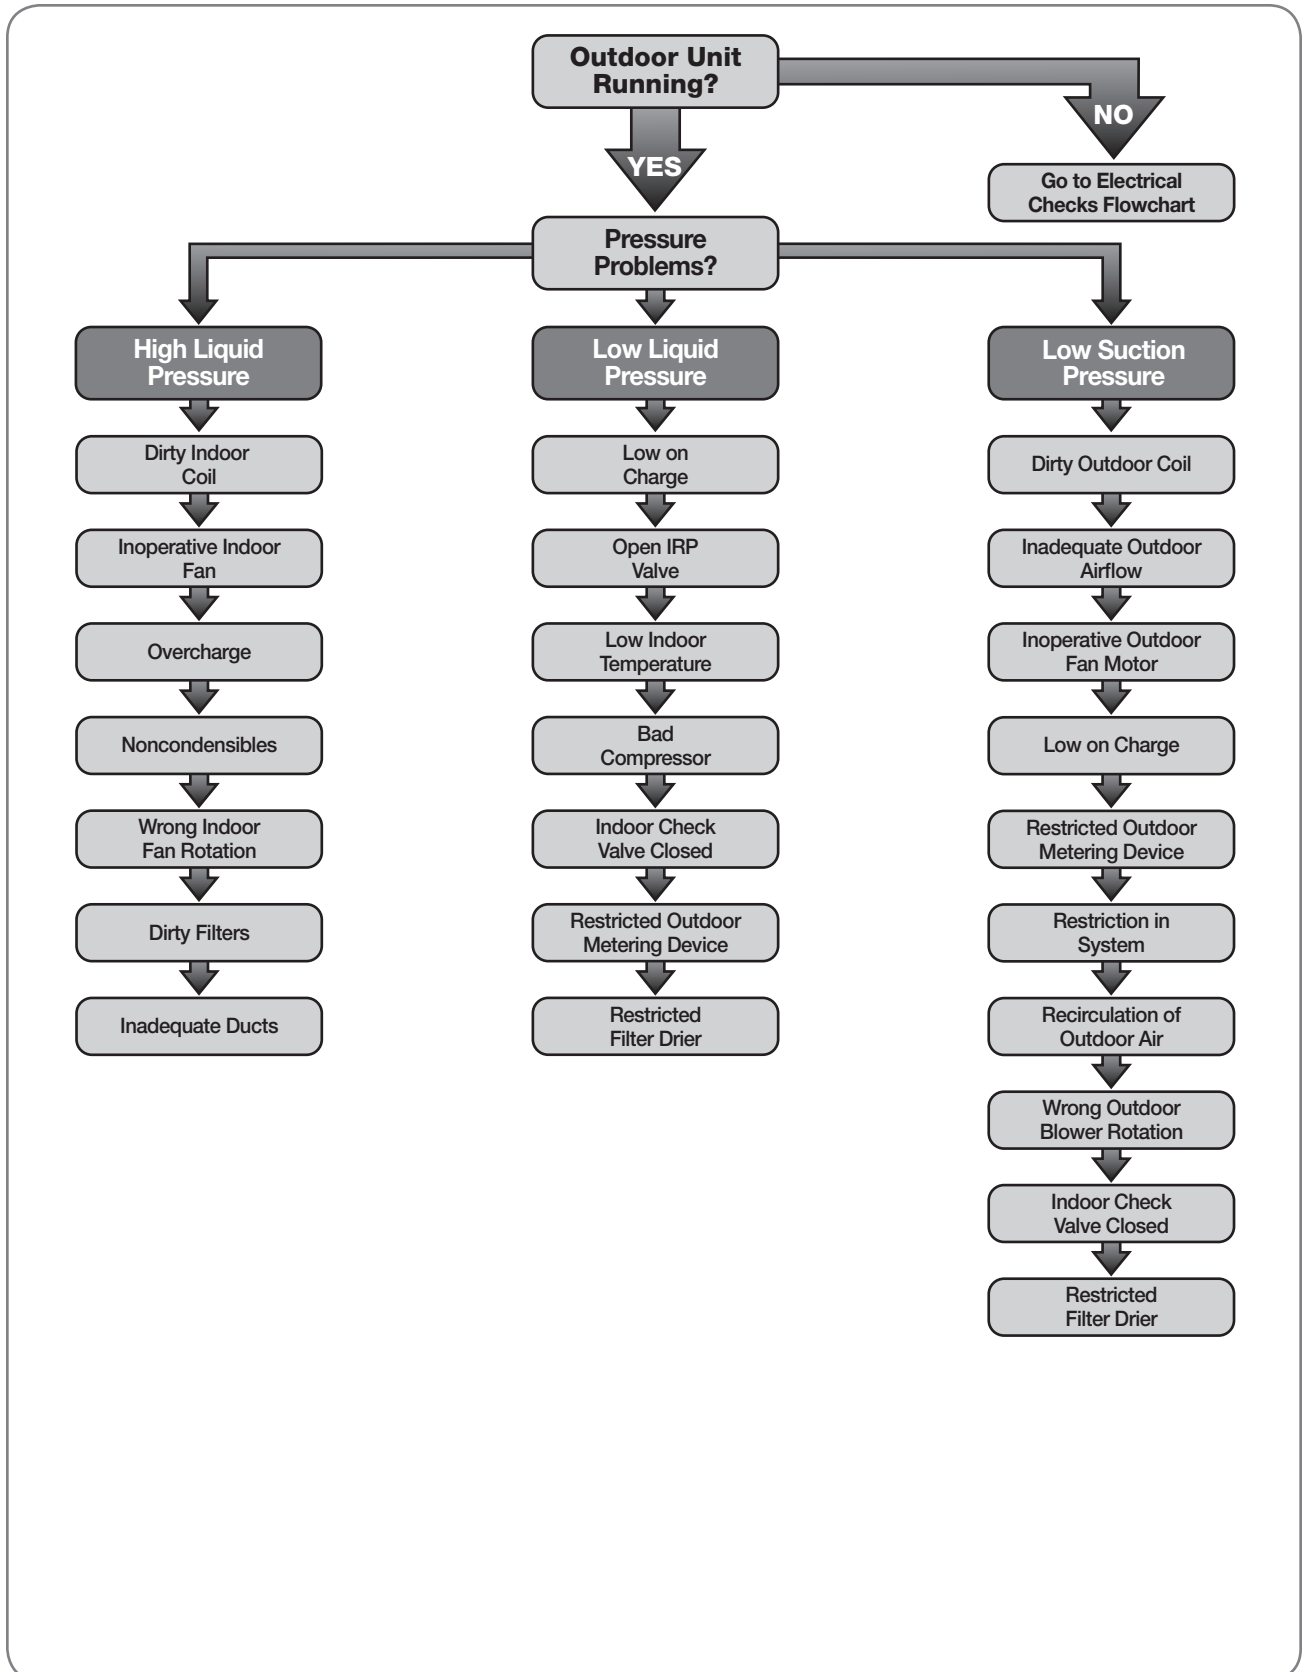 Outdoor Unit
Running?
NO
YES
Go to Electrical
Checks Flowchart
Pressure
Problems?
High Liquid
Pressure
Dirty Indoor
Coil
Inoperative Indoor
Fan
Overcharge
Noncondensibles
Wrong Indoor
Fan Rotation
Dirty Filters
Inadequate Ducts
Low Liquid
Pressure
Low on
Charge
Open IRP
Valve
Low Indoor
Temperature
Bad
Compressor
Indoor Check
Valve Closed
Restricted Outdoor
Metering Device
Restricted
Filter Drier
Low Suction
Pressure
Dirty Outdoor Coil
Inadequate Outdoor
Airflow
Inoperative Outdoor
Fan Motor
Low on Charge
Restricted Outdoor
Metering Device
Restriction in
System
Recirculation of
Outdoor Air
Wrong Outdoor
Blower Rotation
Indoor Check
Valve Closed
Restricted
Filter Drier